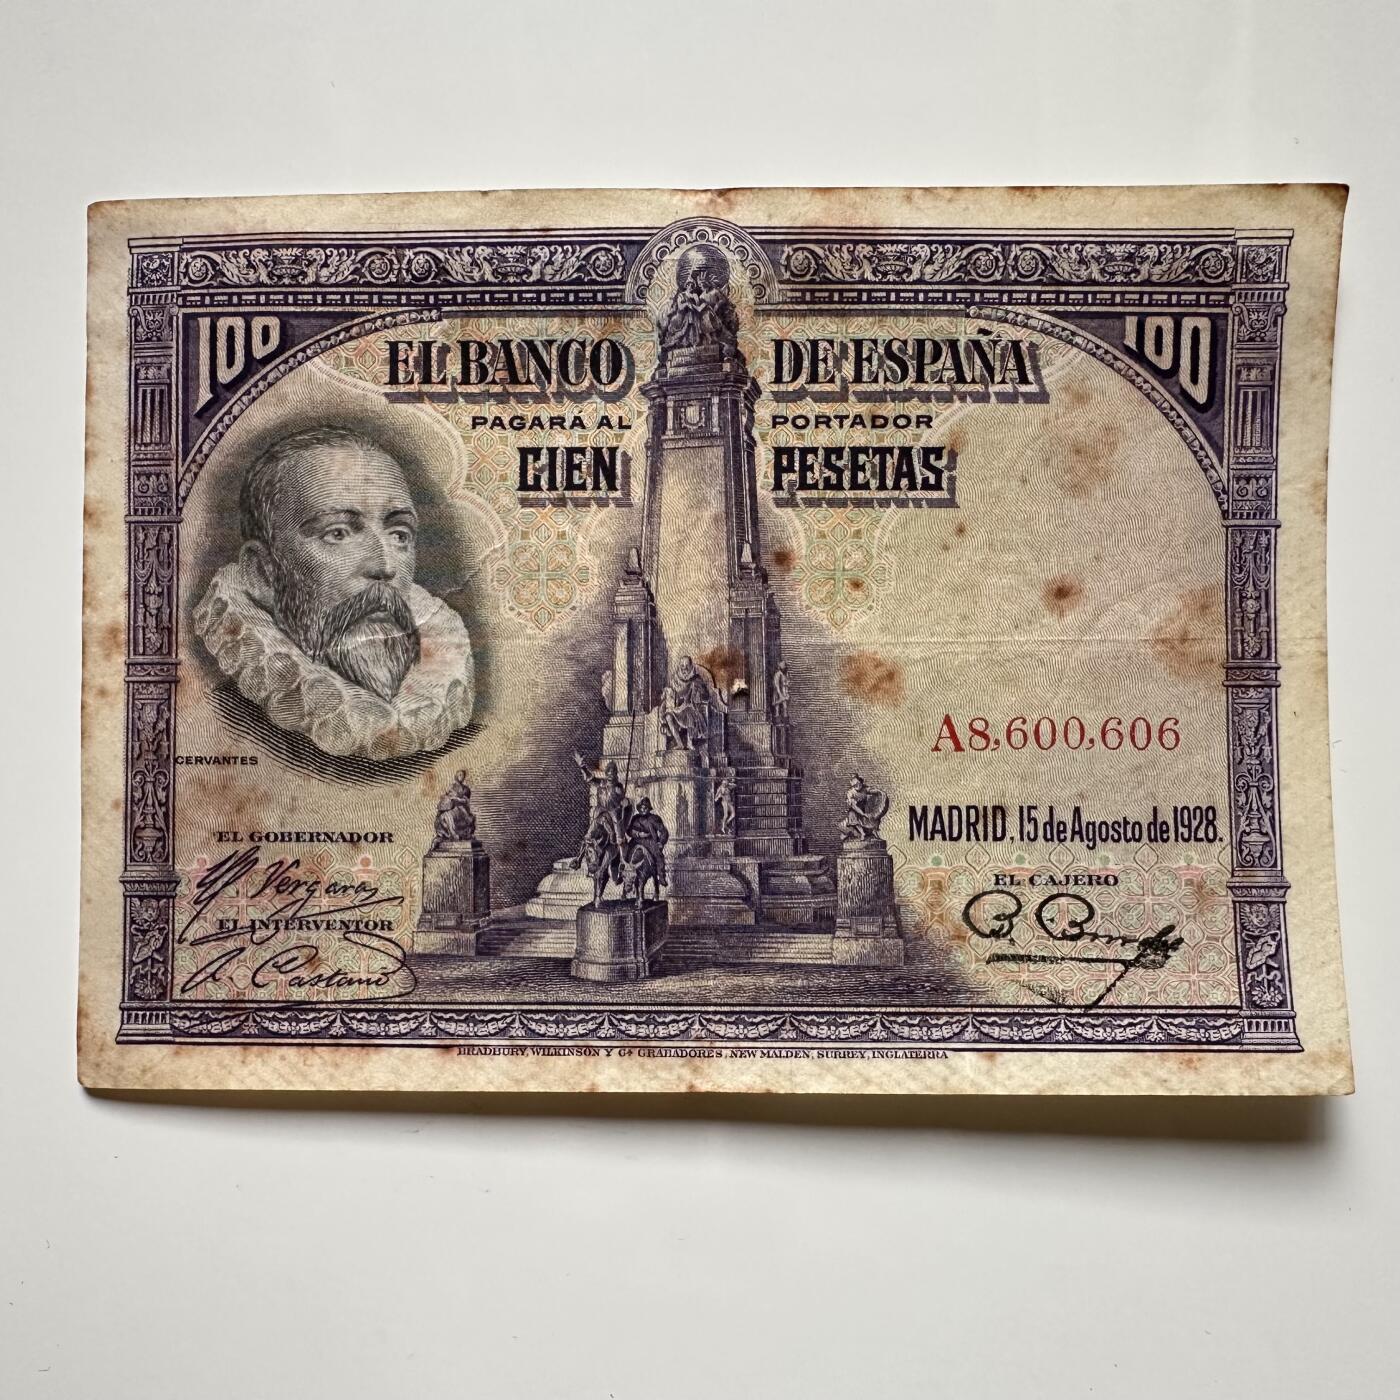 100 100
EL BANCO DE ESPAÑA
PAGARÁ AL PORTADOR
CIEN PESETAS
CERVANTES
A8,600,606
MADRID, 15 de Agosto de 1928.
EL GOBERNADOR
Vergara
EL INTERVENTOR
EL CAJERO
BRADBURY, WILKINSON Y Cª GRABADORES, NEW MALDEN, SURREY, INGLATERRA